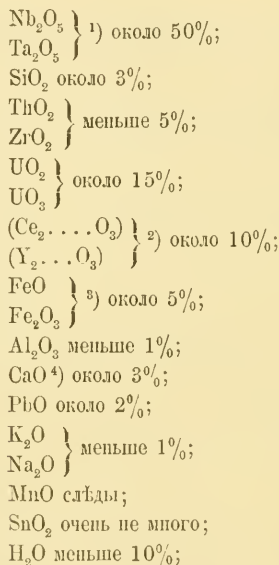 Nb₂O₅
Ta₂O₅ } ¹) около 50%;
SiO₂ около 3%;
ThO₂
ZrO₂ } меньше 5%;
UO₂
UO₃ } около 15%;
(Ce₂....O₃)
(Y₂...O₃) } ²) около 10%;
FeO
Fe₂O₃ } ³) около 5%;
Al₂O₃ меньше 1%;
CaO ⁴) около 3%;
PbO около 2%;
K₂O
Na₂O } меньше 1%;
MnO слѣды;
SnO₂ очень не много;
H₂O меньше 10%;